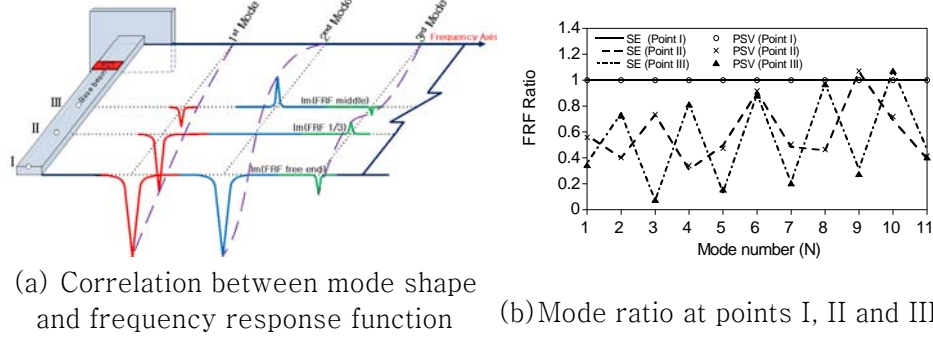 1st Mode
2nd Mode
3rd Mode
Frequency Axis
III
Im(FRF middle)
II
Im(FRF 1/3)
I
Im(FRF free end)
(a) Correlation between mode shape
and frequency response function
SE (Point I) PSV (Point I)
SE (Point II) PSV (Point II)
SE (Point III) PSV (Point III)
FRF Ratio
1.4
1.2
1
0.8
0.6
0.4
0.2
0
1 2 3 4 5 6 7 8 9 10 11
Mode number (N)
(b) Mode ratio at points I, II and III